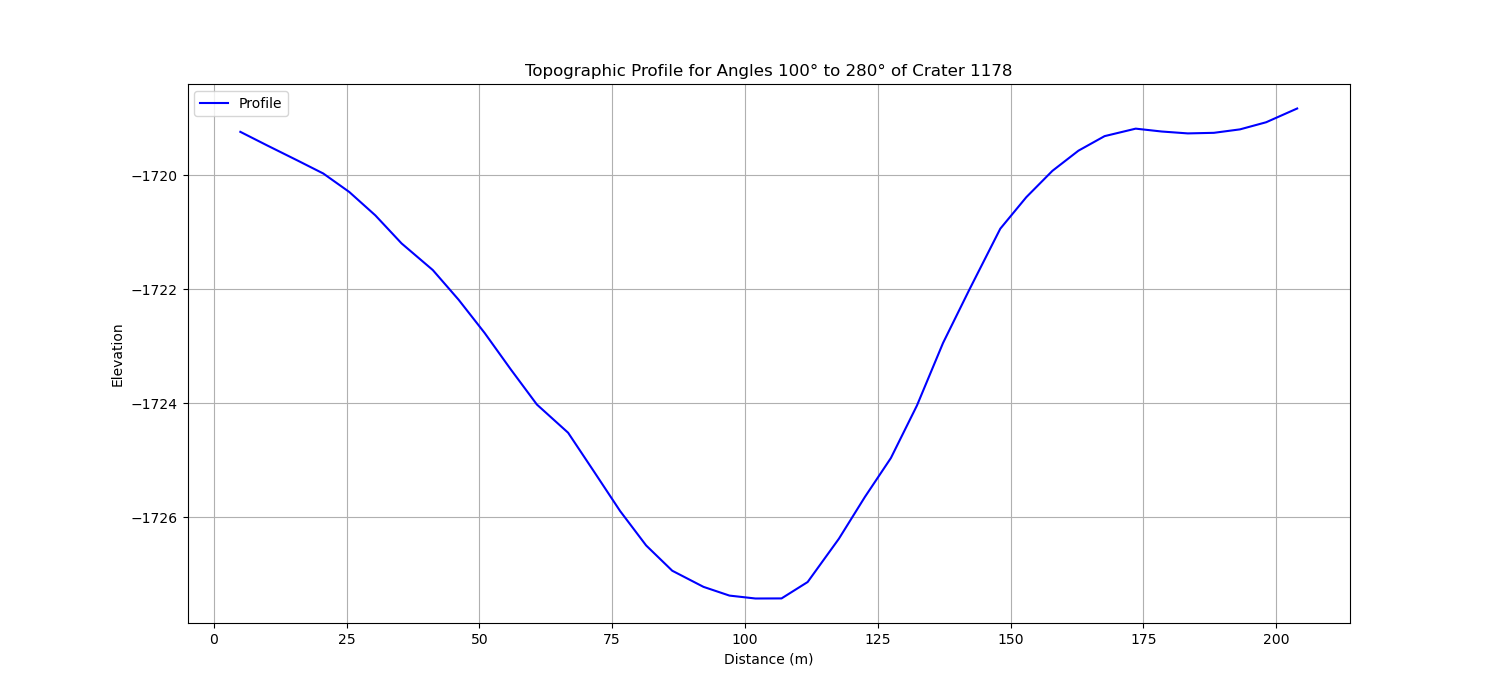 Topographic Profile for Angles 100° to 280° of Crater 1178
Profile
−1720
−1722
−1724
−1726
Elevation
0 25 50 75 100 125 150 175 200
Distance (m)